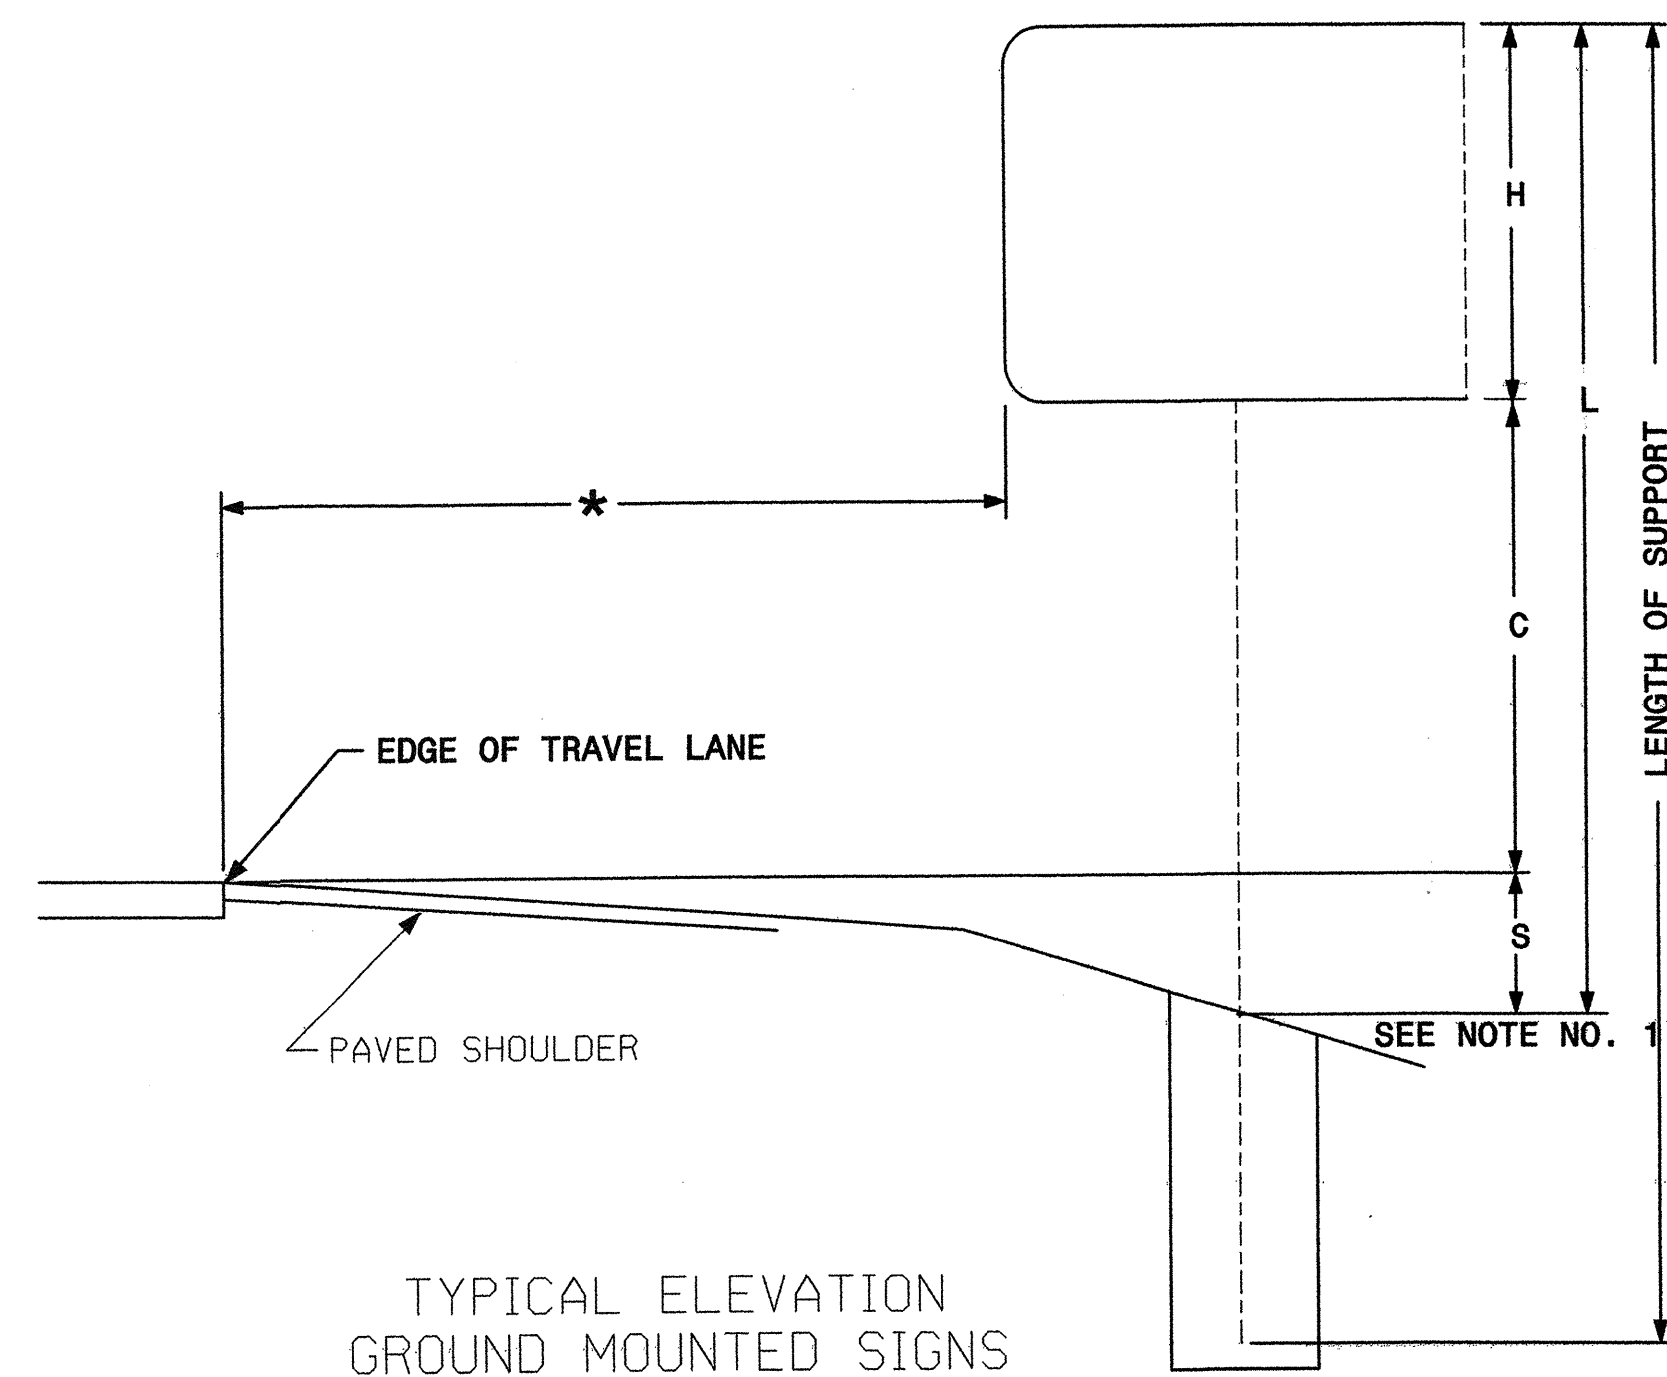 H
L
*
LENGTH OF SUPPORT
C
EDGE OF TRAVEL LANE
S
SEE NOTE NO. 1
PAVED SHOULDER
TYPICAL ELEVATION
GROUND MOUNTED SIGNS